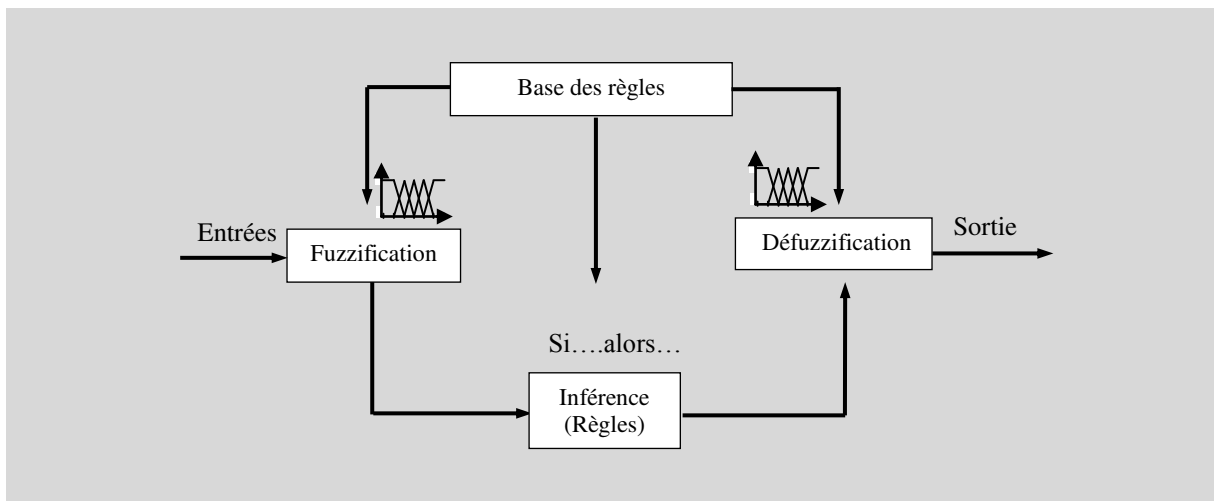 Base des règles
Entrées
Fuzzification
Défuzzification
Sortie
Si….alors…
Inférence
(Règles)